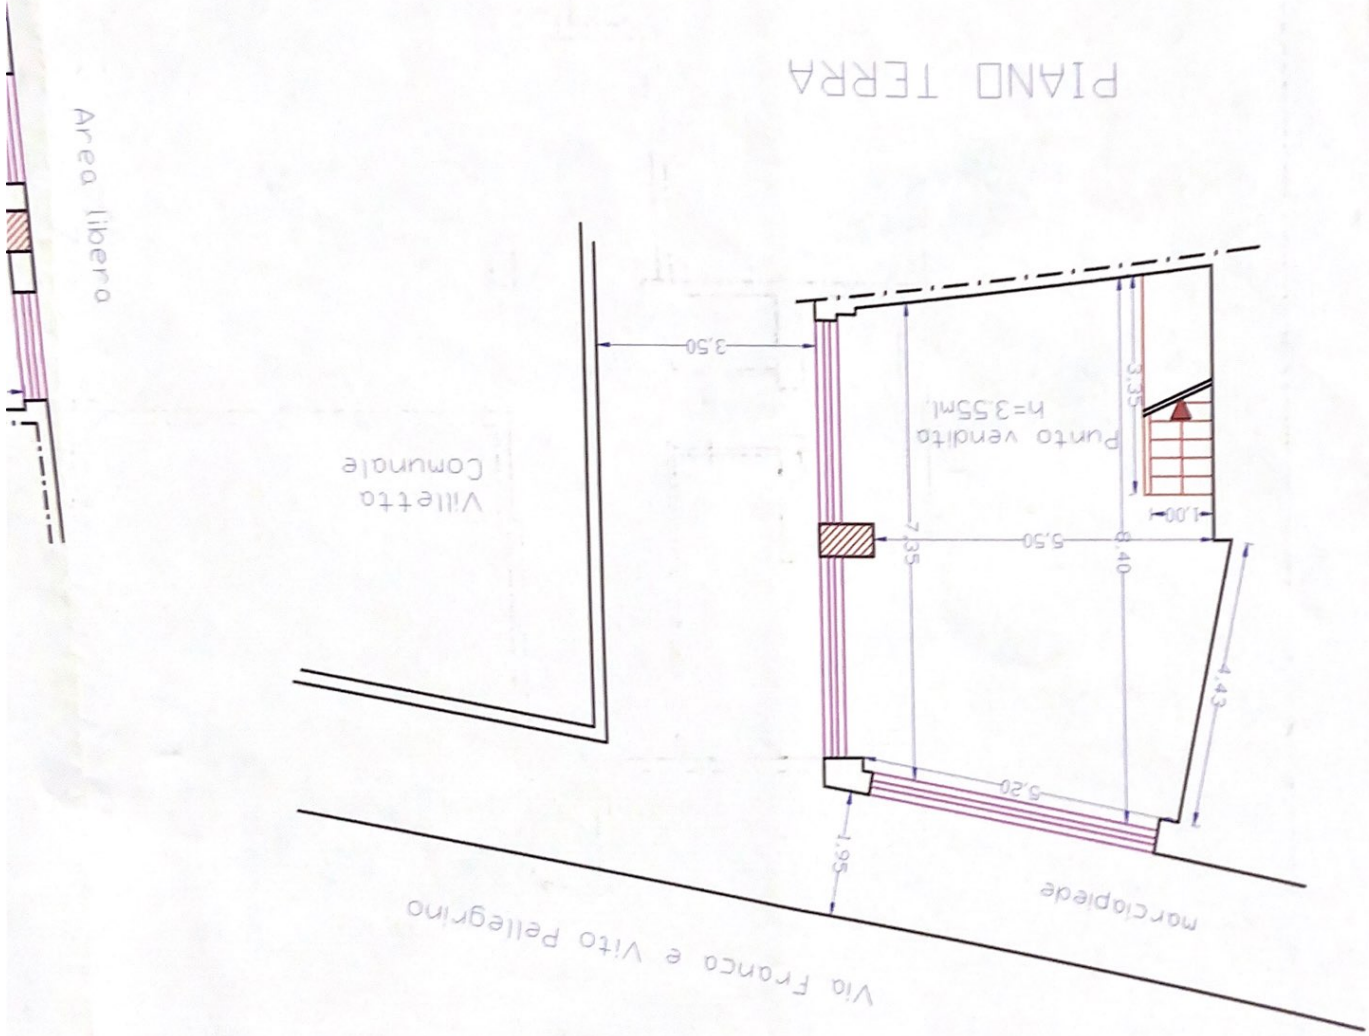 Via Franca e Vito Pellegrino
marciapiede
1,95
5,20
4,43
8,40
5,50
7,35
1,00
3,35
Punto vendita
h=3.55ml.
Villetta
Comunale
3,50
Area libera
PIANO TERRA